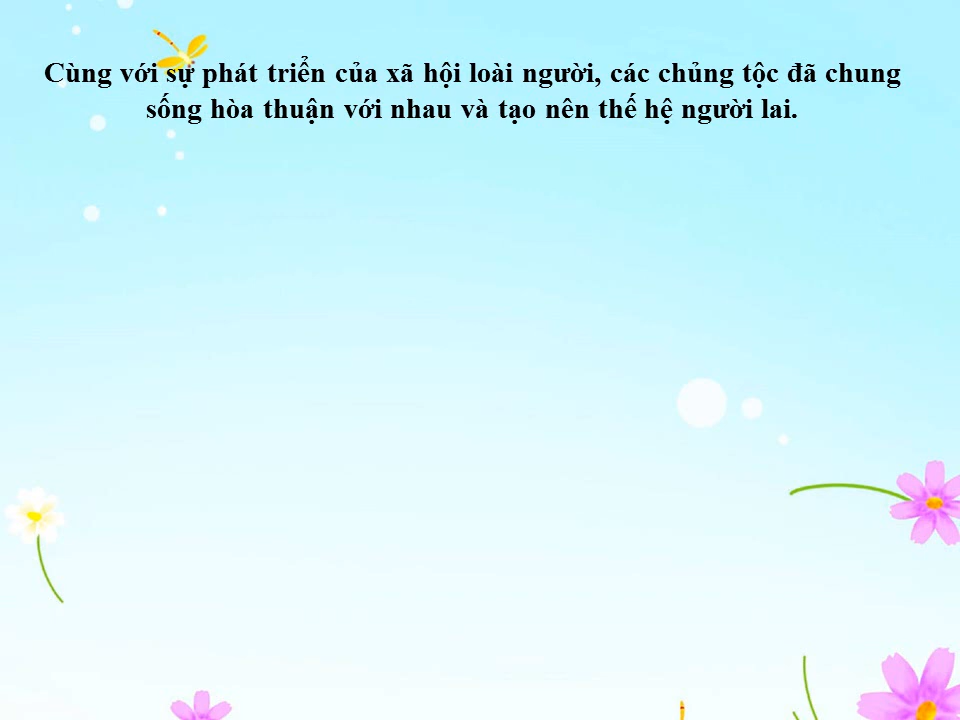 Cùng với sự phát triển của xã hội loài người, các chủng tộc đã chung
sống hòa thuận với nhau và tạo nên thế hệ người lai.